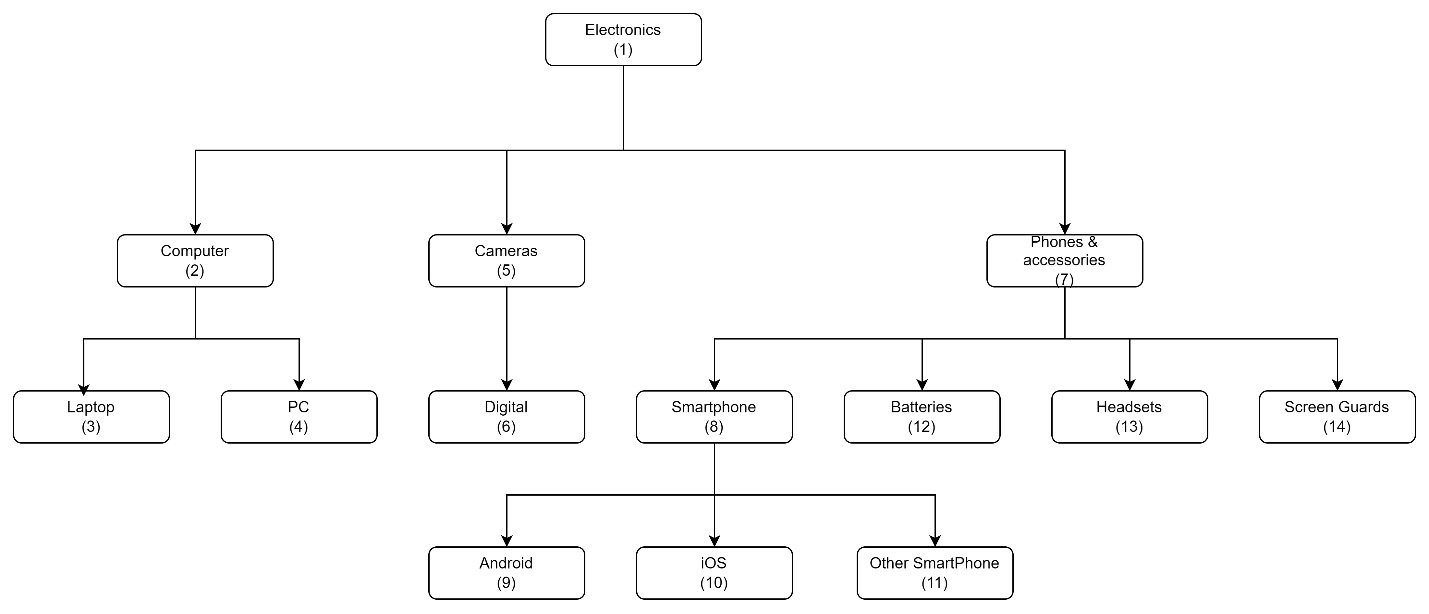 Electronics
(1)
Computer
(2)
Cameras
(5)
Phones &
accessories
(7)
Laptop
(3)
PC
(4)
Digital
(6)
Smartphone
(8)
Batteries
(12)
Headsets
(13)
Screen Guards
(14)
Android
(9)
iOS
(10)
Other SmartPhone
(11)